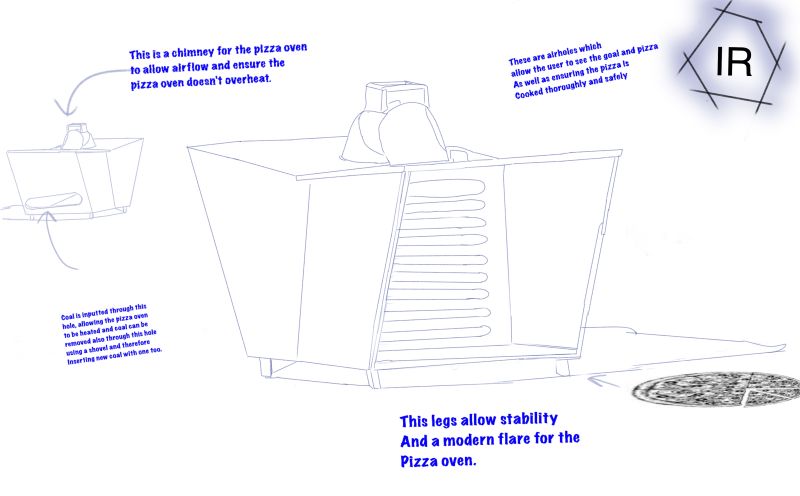 This is a chimney for the pizza oven
to allow airflow and ensure the
pizza oven doesn't overheat.
These are airholes which
allow the user to see the goal and pizza
As well as ensuring the pizza is
Cooked thoroughly and safely
IR
Coal is inputted through this
hole, allowing the pizza oven
to be heated and coal can be
removed also through this hole
using a shovel and therefore
Inserting new coal with one too.
This legs allow stability
And a modern flare for the
Pizza oven.